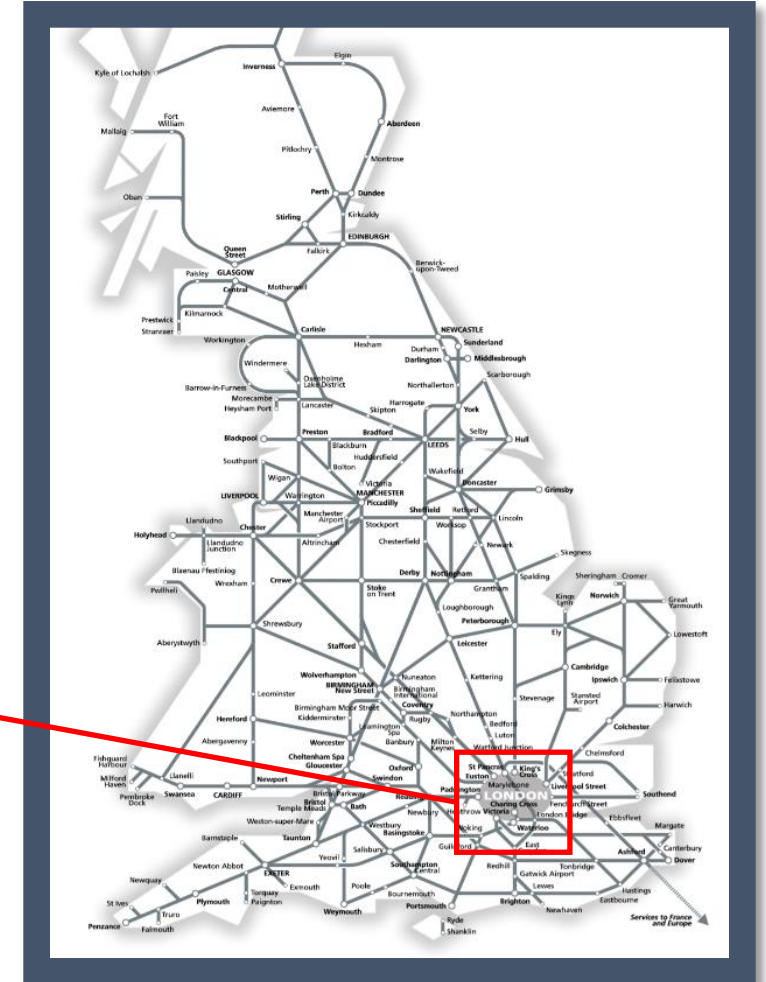 Elgin
Inverness
Kyle of Lochalsh
Aviemore
Fort
William
Aberdeen
Mallaig
Pitlochry
Montrose
Perth
Dundee
Oban
Stirling
Kirkcaldy
EDINBURGH
Queen
Street
Falkirk
Berwick-
upon-Tweed
Paisley
GLASGOW
Central
Motherwell
Kilmarnock
Prestwick
Stranraer
Carlisle
NEWCASTLE
Sunderland
Workington
Hexham
Durham
Darlington
Middlesbrough
Windermere
Scarborough
Oxenholme
Lake District
Northallerton
Barrow-in-Furness
Morecambe
Heysham Port
Lancaster
Harrogate
Skipton
York
Blackpool
Preston
Bradford
Selby
Hull
Blackburn
LEEDS
Huddersfield
Southport
Bolton
Wakefield
Wigan
Victoria
Doncaster
LIVERPOOL
Warrington
MANCHESTER
Piccadilly
Grimsby
Manchester
Airport
Sheffield
Retford
Llandudno
Stockport
Worksop
Lincoln
Holyhead
Chester
Llandudno
Junction
Altrincham
Chesterfield
Newark
Skegness
Blaenau Ffestiniog
Wrexham
Crewe
Derby
Nottingham
Spalding
Sheringham
Cromer
Pwllheli
Stoke
on Trent
Grantham
Kings
Lynn
Norwich
Great
Yarmouth
Loughborough
Aberystwyth
Shrewsbury
Peterborough
Ely
Lowestoft
Stafford
Leicester
Wolverhampton
Nuneaton
Kettering
Cambridge
BIRMINGHAM
New Street
Birmingham
International
Ipswich
Felixstowe
Leominster
Birmingham Moor Street
Coventry
Stevenage
Stansted
Airport
Harwich
Hereford
Kidderminster
Leamington
Spa
Rugby
Northampton
Bedford
Colchester
Abergavenny
Worcester
Banbury
Milton
Keynes
Luton
Watford Junction
Chelmsford
Cheltenham Spa
Gloucester
Oxford
St Pancras
Euston
King's
Cross
Stratford
Fishguard
Harbour
Llanelli
Newport
Swindon
Marylebone
Liverpool Street
Milford
Haven
Paddington
LONDON
Southend
Pembroke
Dock
Swansea
CARDIFF
Bristol Parkway
Reading
Charing Cross
Fenchurch Street
Bristol
Temple Meads
Bath
Newbury
Heathrow
Victoria
London Bridge
Ebbsfleet
Weston-super-Mare
Westbury
Basingstoke
Woking
Waterloo
Margate
Barnstaple
Taunton
Salisbury
Guildford
East
Ashford
Canterbury
Dover
Newton Abbot
Yeovil
Southampton
Central
Redhill
Tonbridge
Gatwick Airport
Newquay
EXETER
Exmouth
Poole
Lewes
Hastings
St Ives
Plymouth
Torquay
Paignton
Bournemouth
Portsmouth
Brighton
Newhaven
Eastbourne
Truro
Weymouth
Ryde
Services to France
and Europe
Penzance
Falmouth
Shanklin